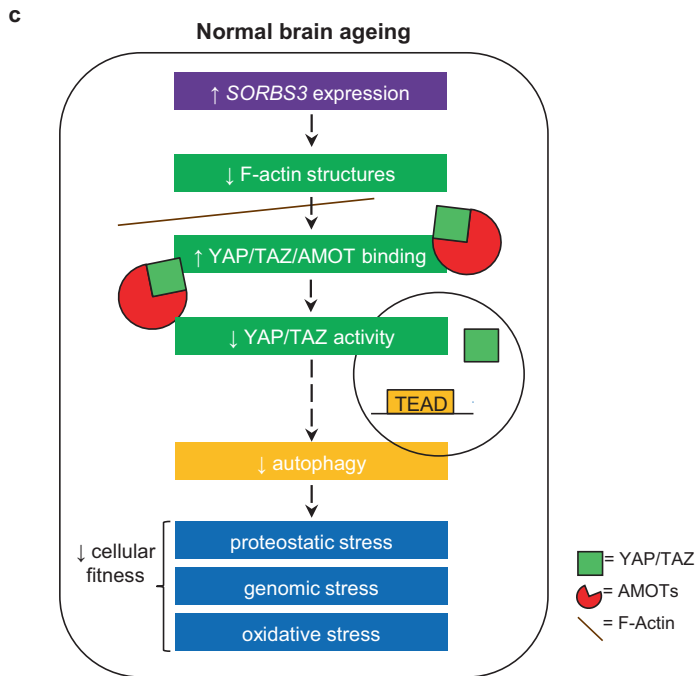 c
Normal brain ageing
↑ SORBS3 expression
↓ F-actin structures
↑ YAP/TAZ/AMOT binding
↓ YAP/TAZ activity
TEAD
↓ autophagy
↓ cellular
fitness
proteostatic stress
genomic stress
oxidative stress
= YAP/TAZ
= AMOTs
= F-Actin